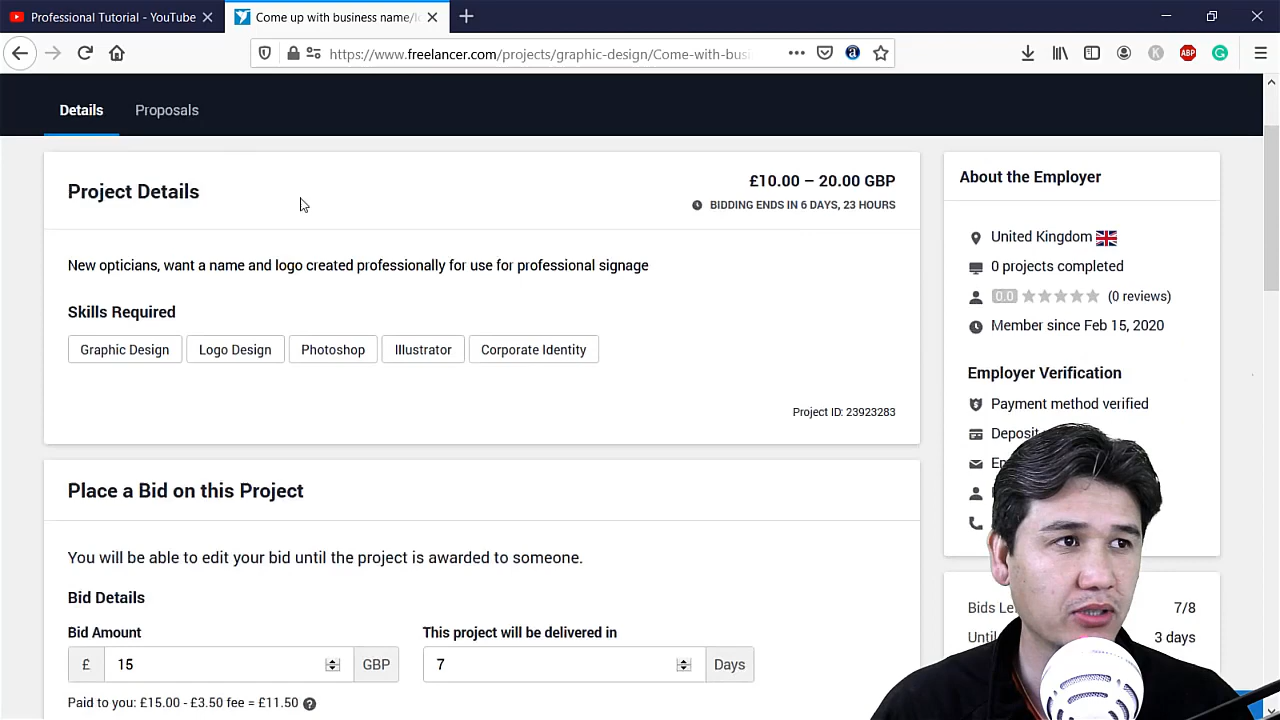 Professional Tutorial - YouTube
Come up with business name/l
https://www.freelancer.com/projects/graphic-design/Come-with-busi
ABP
Details
Proposals
Project Details
£10.00 – 20.00 GBP
BIDDING ENDS IN 6 DAYS, 23 HOURS
New opticians, want a name and logo created professionally for use for professional signage
Skills Required
Graphic Design
Logo Design
Photoshop
Illustrator
Corporate Identity
Project ID: 23923283
About the Employer
United Kingdom
0 projects completed
0.0 (0 reviews)
Member since Feb 15, 2020
Employer Verification
Payment method verified
Deposit
Place a Bid on this Project
You will be able to edit your bid until the project is awarded to someone.
Bid Details
Bid Amount
This project will be delivered in
£ 15 GBP
7 Days
Paid to you: £15.00 - £3.50 fee = £11.50
Bids Le
7/8
Until
3 days